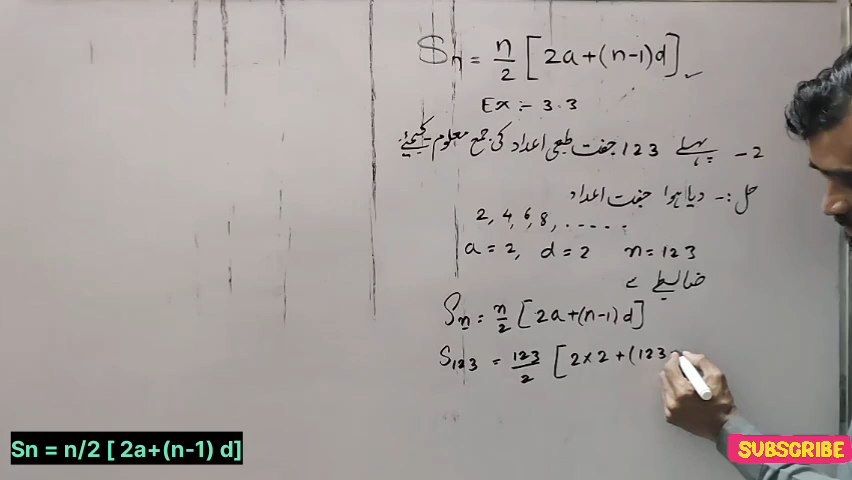 Sn = n/2 [2a+(n-1)d]
Ex :- 3.3
2 - پہلے 123 جفت طبعی اعداد کی جمع معلوم کیجئے
حل :- دیا ہوا جفت اعداد
2, 4, 6, 8, .....
a = 2, d = 2 n = 123
ضابطے سے
Sn = n/2 [2a+(n-1)d]
S123 = 123/2 [2×2+(123-
Sn = n/2 [ 2a+(n-1) d]
SUBSCRIBE